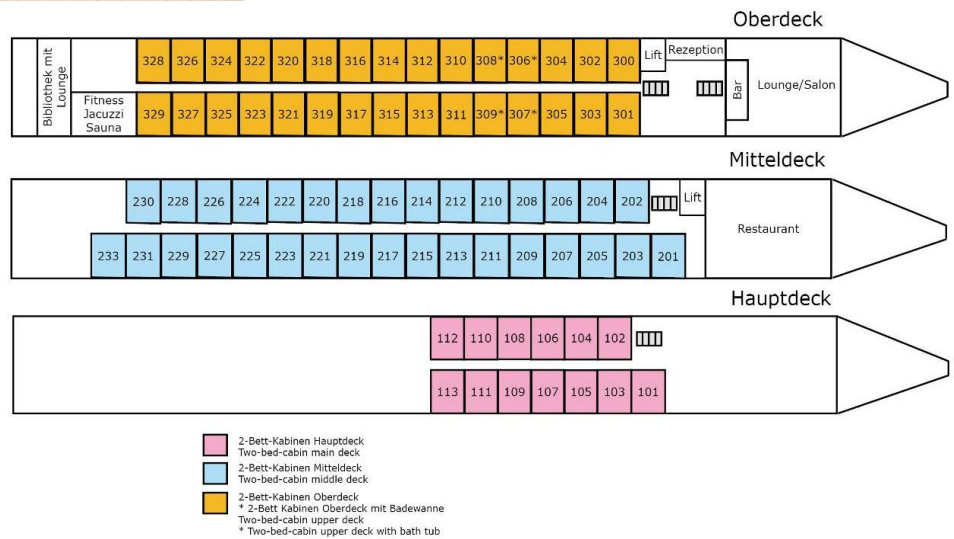 Oberdeck
328 326 324 322 320 318 316 314 312 310 308* 306* 304 302 300
Lift
Rezeption
Bibliothek mit
Lounge
Fitness
Jacuzzi
Sauna
Bar
Lounge/Salon
329 327 325 323 321 319 317 315 313 311 309* 307* 305 303 301
Mitteldeck
230 228 226 224 222 220 218 216 214 212 210 208 206 204 202
Lift
Restaurant
233 231 229 227 225 223 221 219 217 215 213 211 209 207 205 203 201
Hauptdeck
112 110 108 106 104 102
113 111 109 107 105 103 101
2-Bett-Kabinen Hauptdeck
Two-bed-cabin main deck
2-Bett-Kabinen Mitteldeck
Two-bed-cabin middle deck
2-Bett-Kabinen Oberdeck
* 2-Bett Kabinen Oberdeck mit Badewanne
Two-bed-cabin upper deck
* Two-bed-cabin upper deck with bath tub